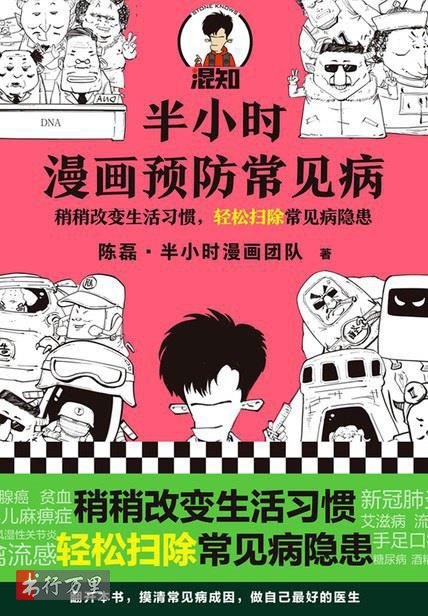 STONE KNOWS
混知
DNA
半小时
漫画预防常见病
稍稍改变生活习惯，轻松扫除常见病隐患
陈磊·半小时漫画团队 著
腺癌 贫血
儿麻痹症
湿性关节炎
禽流感
稍稍改变生活习惯
轻松扫除常见病隐患
新冠肺炎
艾滋病 流
手足口
糖尿病 酒精
翻开本书，摸清常见病成因，做自己最好的医生
书行万里